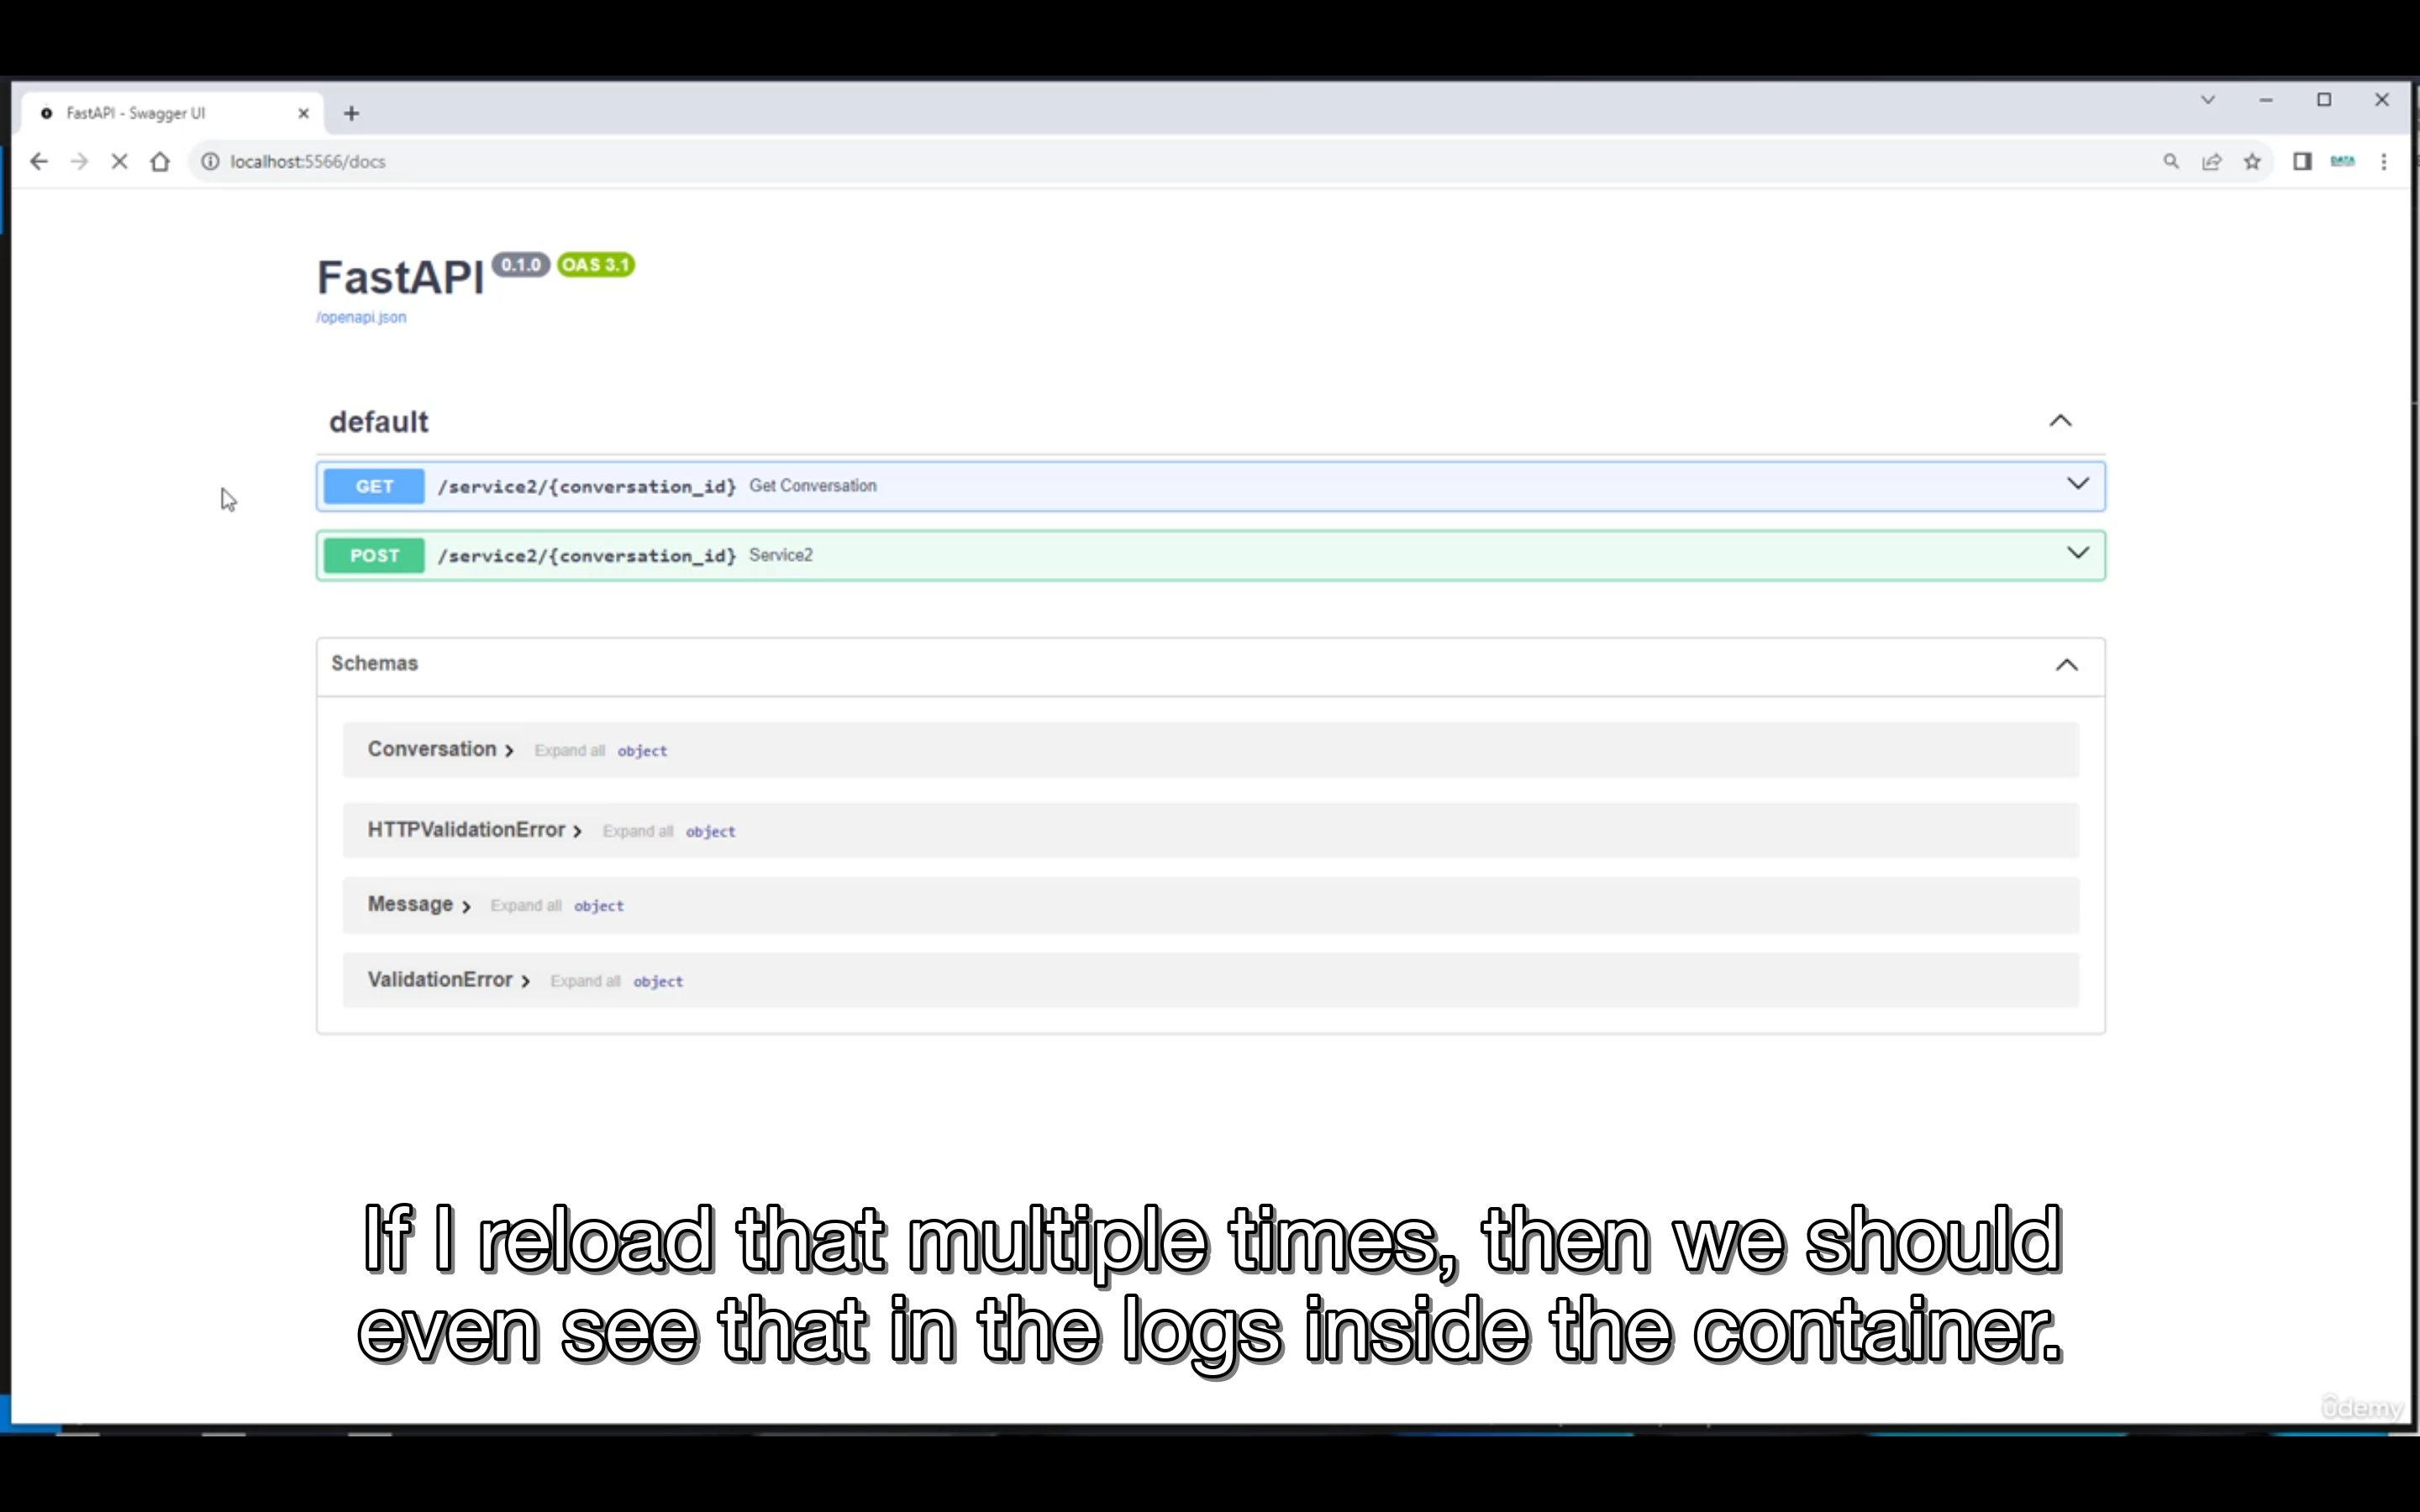 FastAPI - Swagger UI
localhost:5566/docs
DATA
FastAPI 0.1.0 OAS 3.1
/openapi.json
default
GET /service2/{conversation_id} Get Conversation
POST /service2/{conversation_id} Service2
Schemas
Conversation Expand all object
HTTPValidationError Expand all object
Message Expand all object
ValidationError Expand all object
If I reload that multiple times, then we should
even see that in the logs inside the container.
ûdemy